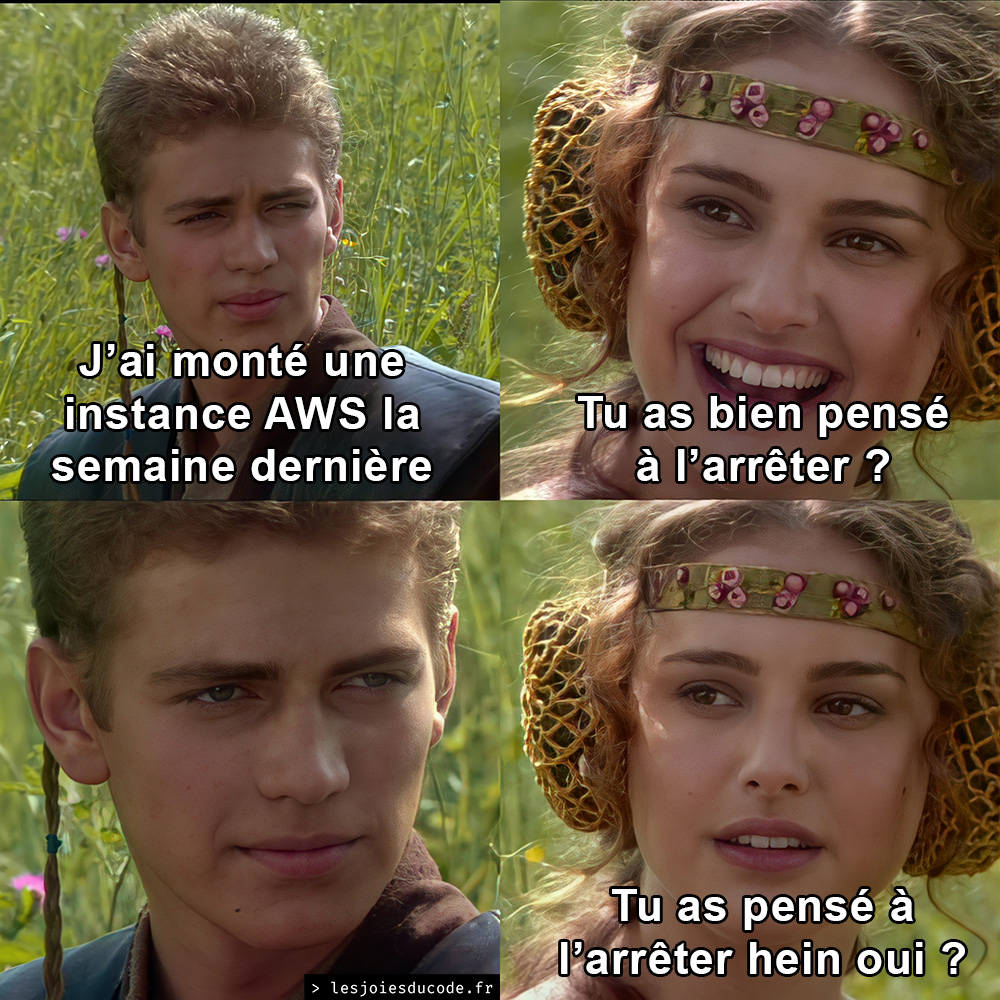 J’ai monté une
instance AWS la
semaine dernière
Tu as bien pensé
à l’arrêter ?
Tu as pensé à
l’arrêter hein oui ?
> lesjoiesducode.fr